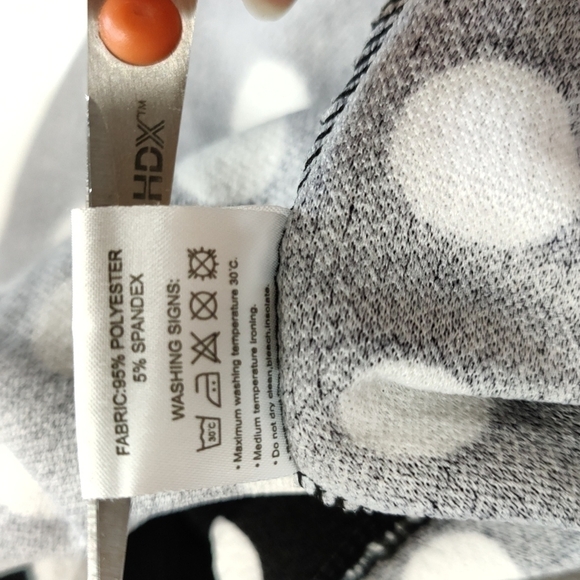 HDX™
FABRIC:95% POLYESTER
5% SPANDEX
WASHING SIGNS:
30°C
• Maximum washing temperature 30°C.
• Medium temperature ironing.
• Do not dry clean,bleach,insolate.